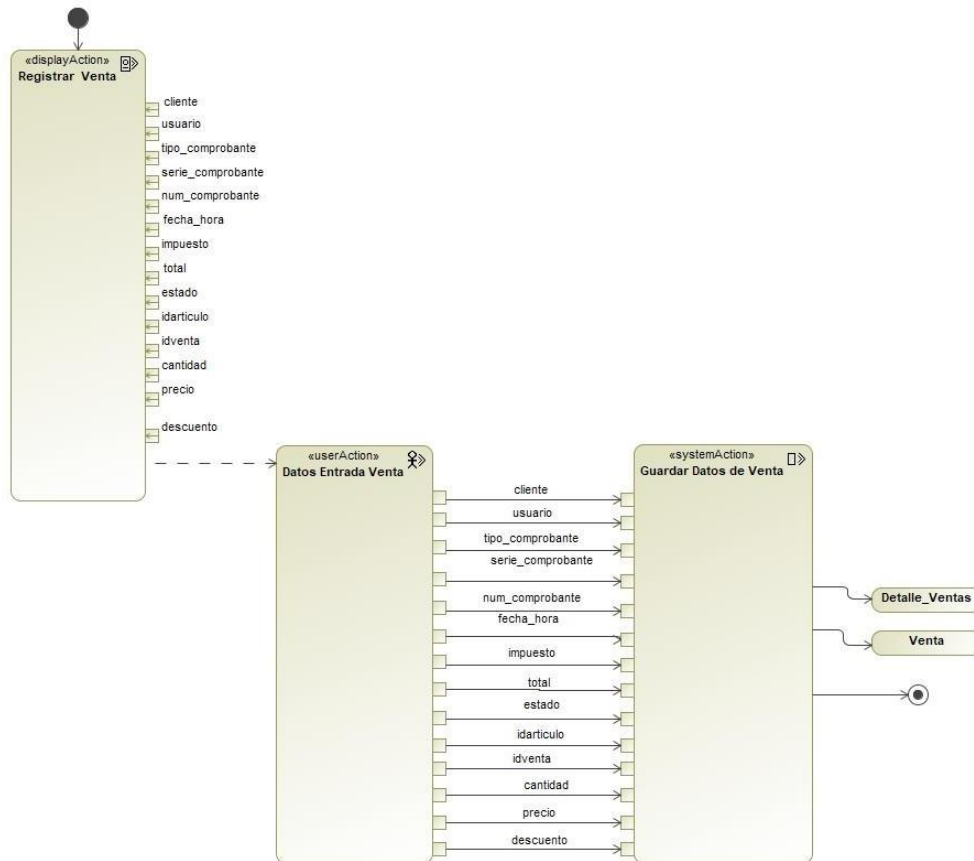 «displayAction»
Registrar_Venta
cliente
usuario
tipo_comprobante
serie_comprobante
num_comprobante
fecha_hora
impuesto
total
estado
idarticulo
idventa
cantidad
precio
descuento
«userAction»
Datos Entrada Venta
cliente
usuario
tipo_comprobante
serie_comprobante
num_comprobante
fecha_hora
impuesto
total
estado
idarticulo
idventa
cantidad
precio
descuento
«systemAction»
Guardar Datos de Venta
Detalle_Ventas
Venta